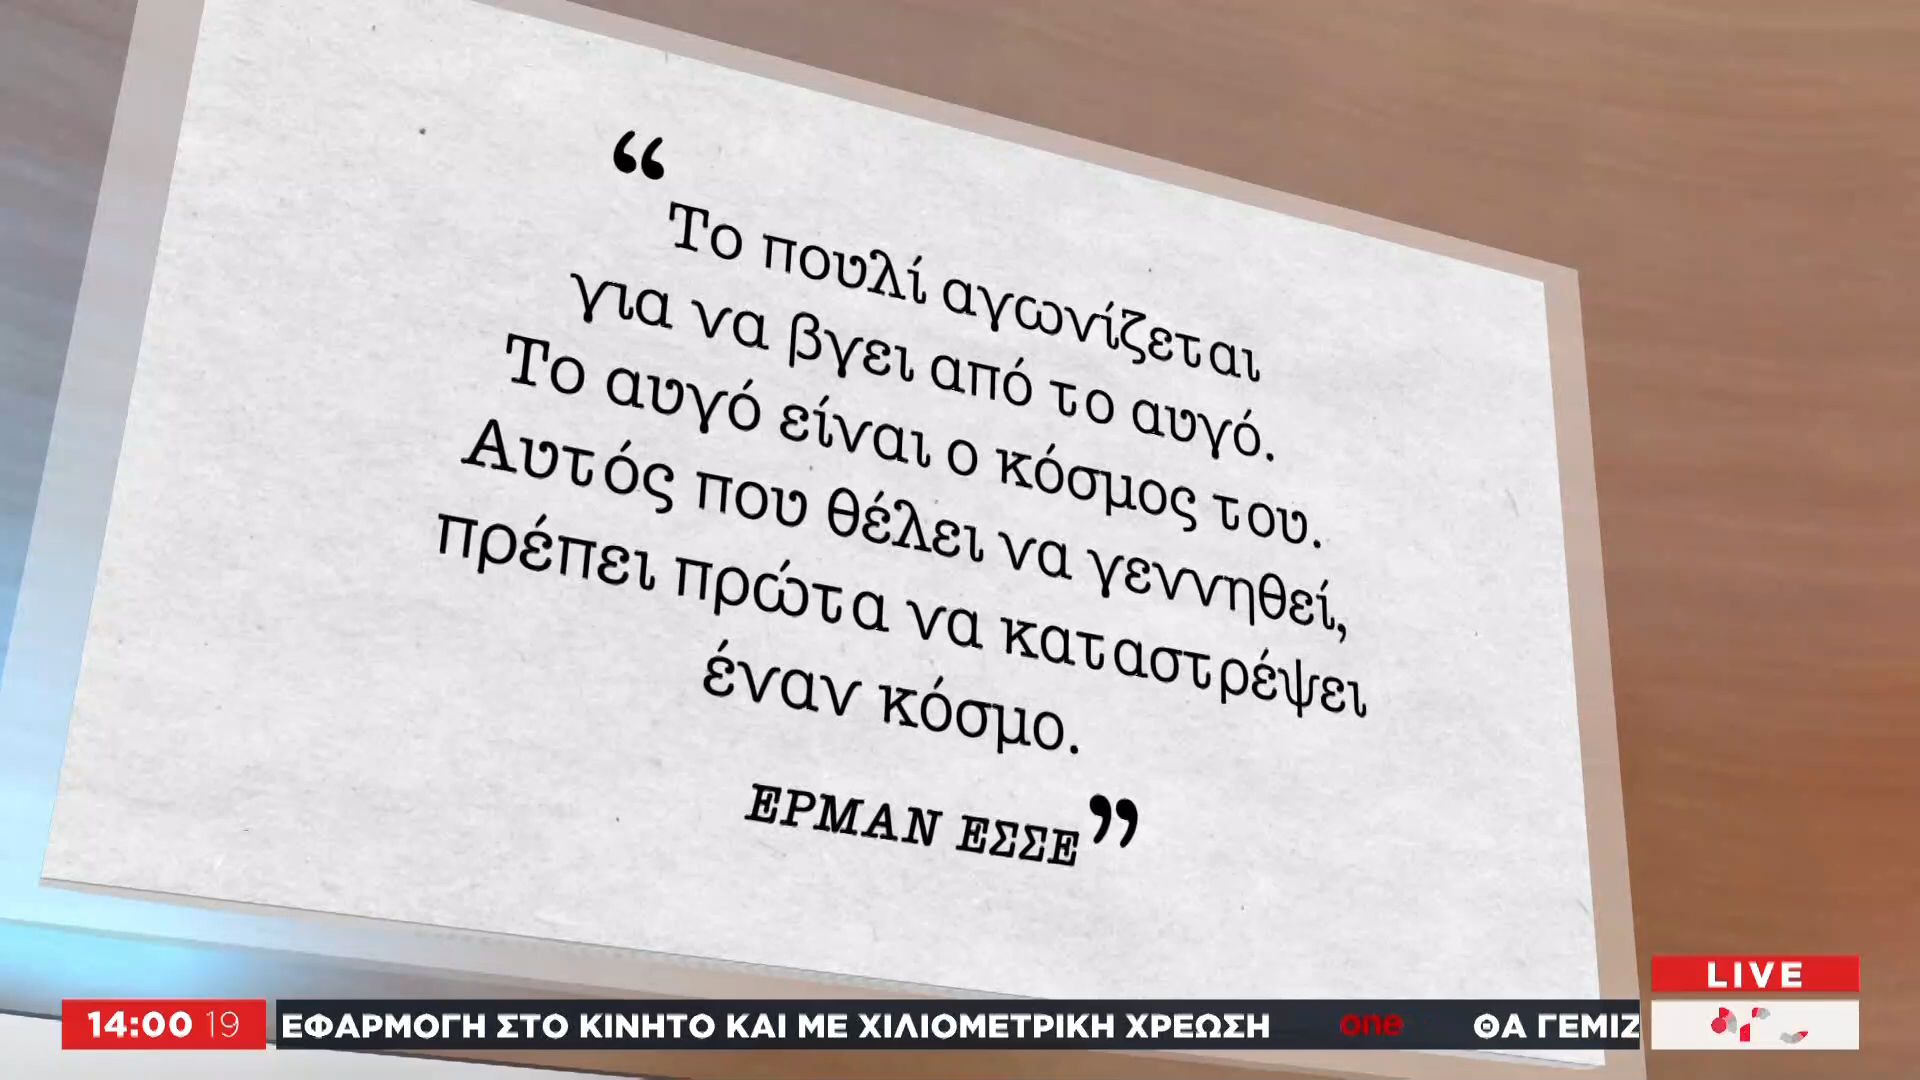 “
Το πουλί αγωνίζεται
για να βγει από το αυγό.
Το αυγό είναι ο κόσμος του.
Αυτός που θέλει να γεννηθεί,
πρέπει πρώτα να καταστρέψει
έναν κόσμο.
ΕΡΜΑΝ ΕΣΣΕ”
LIVE
14:00 19 ΕΦΑΡΜΟΓΗ ΣΤΟ ΚΙΝΗΤΟ ΚΑΙ ΜΕ ΧΙΛΙΟΜΕΤΡΙΚΗ ΧΡΕΩΣΗ one ΘΑ ΓΕΜΙΖ